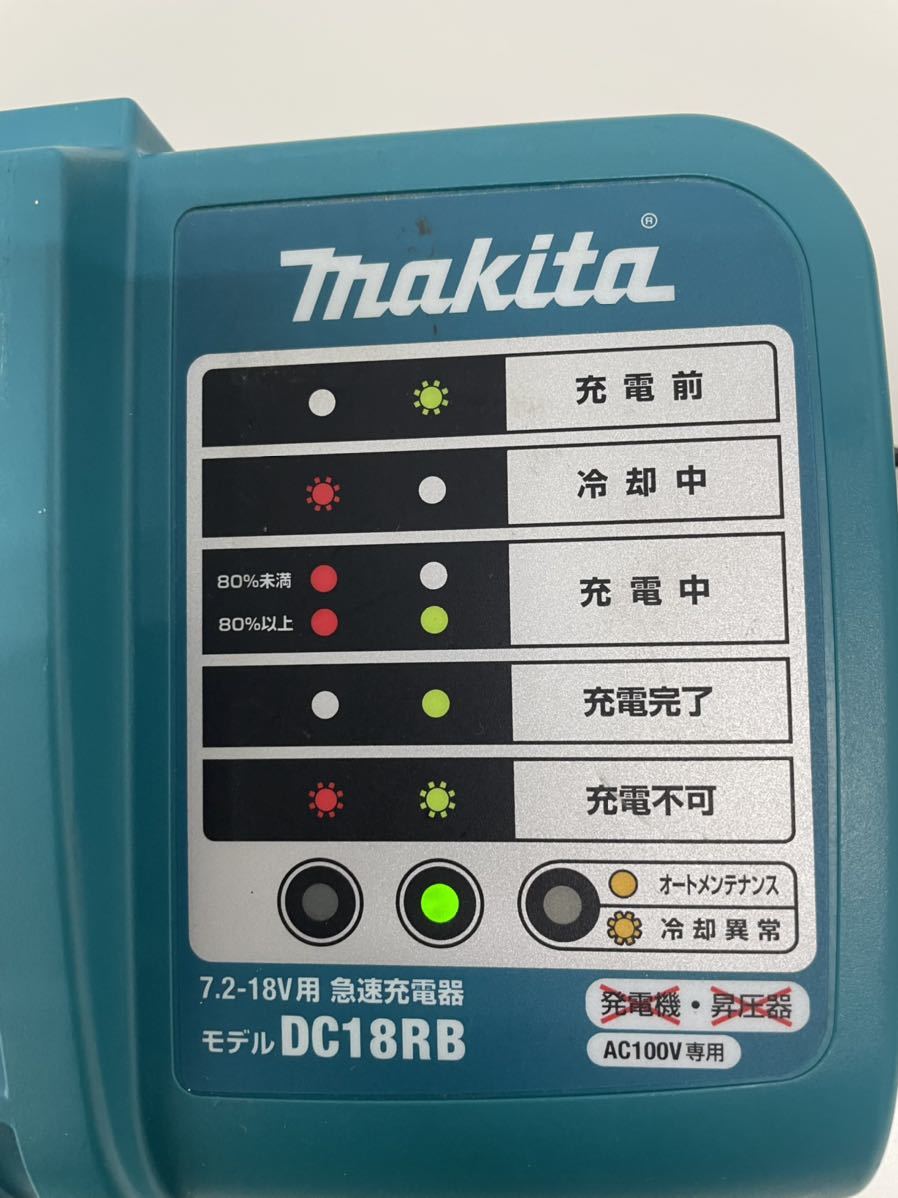 makita®
充電前
冷却中
80%未満
80%以上
充電中
充電完了
充電不可
オートメンテナンス
冷却異常
7.2-18V用 急速充電器
モデル DC18RB
発電機・昇圧器
AC100V専用